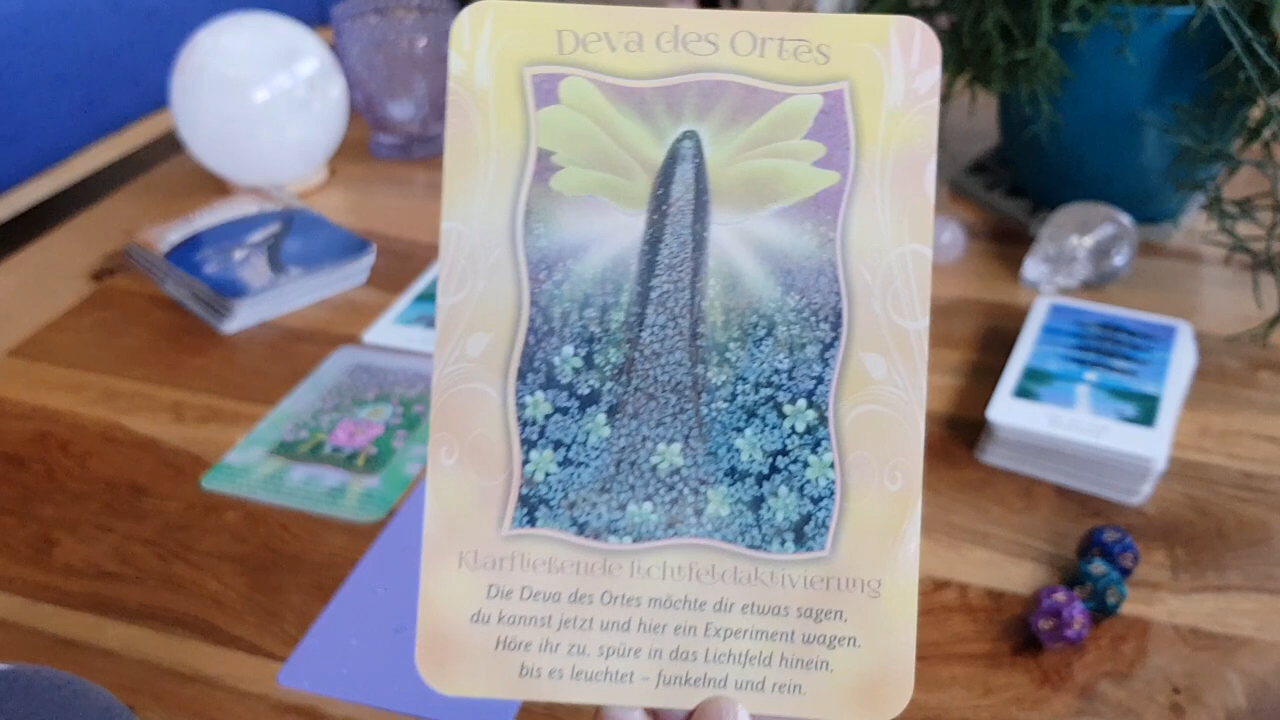 Deva des Ortes
Klarfließende Lichtfeldaktivierung
Die Deva des Ortes möchte dir etwas sagen,
du kannst jetzt und hier ein Experiment wagen.
Höre ihr zu, spüre in das Lichtfeld hinein,
bis es leuchtet – funkelnd und rein.